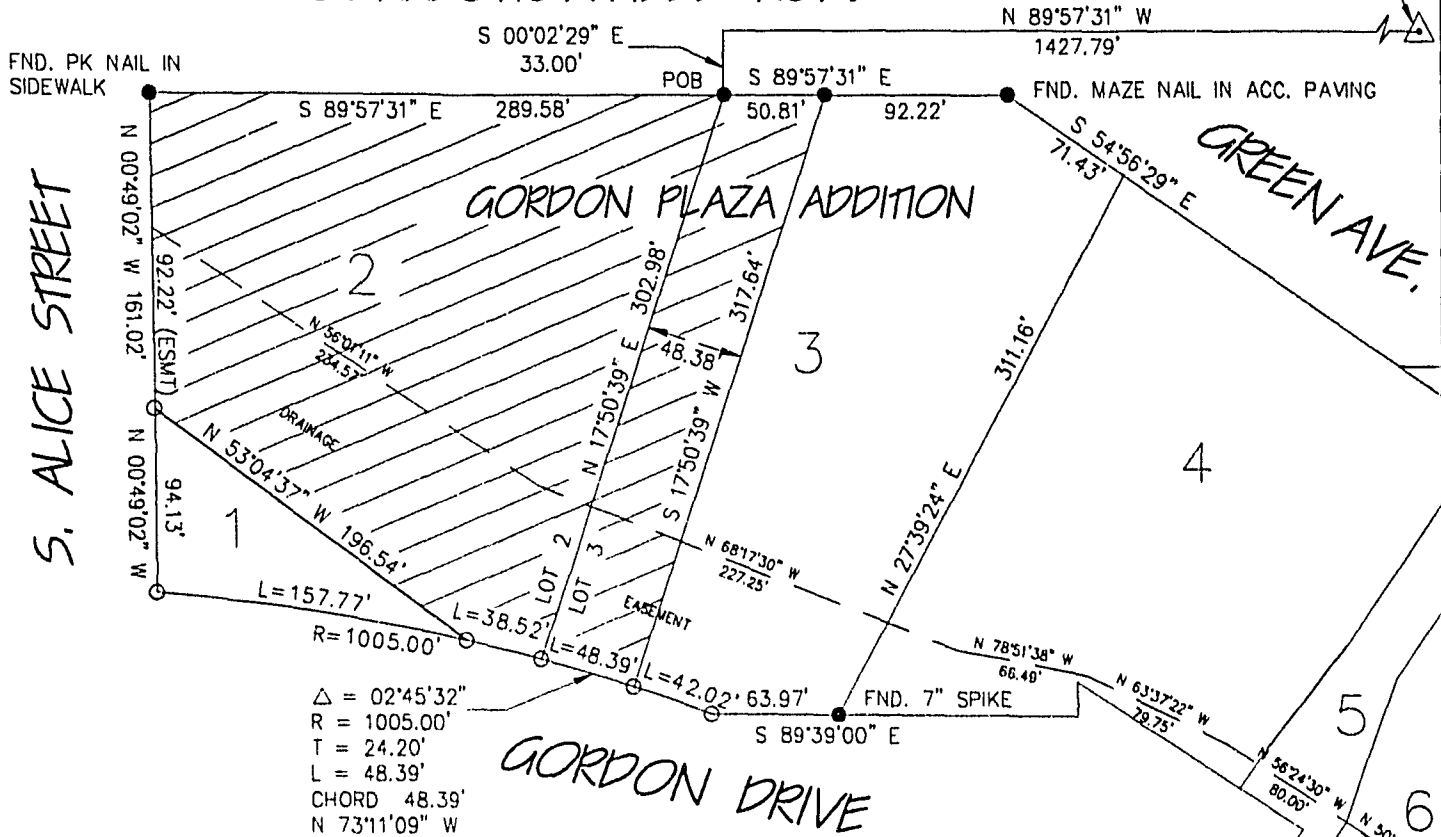 N 89°57'31" W
1427.79'
S 00°02'29" E
33.00'
FND. PK NAIL IN
SIDEWALK
POB
S 89°57'31" E
50.81'
92.22'
FND. MAZE NAIL IN ACC. PAVING
S 89°57'31" E 289.58'
S 54°56'29" E
71.43'
GREEN AVE.
GORDON PLAZA ADDITION
S. ALICE STREET
N 00°49'02" W 161.02'
92.22' (ESMT)
2
N 56°01'11" W
234.57'
DRAINAGE
N 17°50'39" E 302.98'
48.38'
317.64'
S 17°50'39" W
3
311.16'
N 27°39'24" E
4
N 53°04'37" W 196.54'
N 00°49'02" W
94.13'
1
L=157.77'
R=1005.00'
L=38.52'
LOT 2
LOT 3
EASEMENT
N 68°17'30" W
227.25'
L=48.39'
L=42.02'
63.97'
FND. 7" SPIKE
S 89°39'00" E
N 78°51'38" W
66.49'
N 63°37'22" W
79.75'
5
N 56°24'30" W
80.00'
6
△ = 02°45'32"
R = 1005.00'
T = 24.20'
L = 48.39'
CHORD 48.39'
N 73°11'09" W
GORDON DRIVE